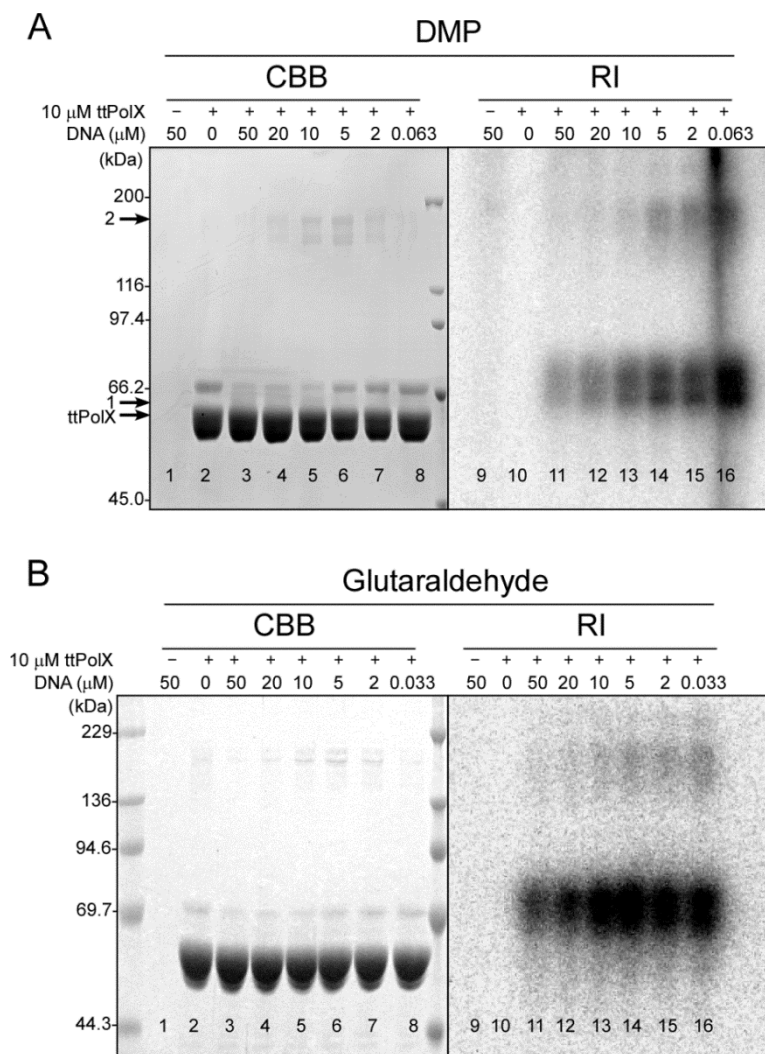 A
DMP
CBB RI
10 μM ttPolX – + + + + + + + – + + + + + + +
DNA (μM) 50 0 50 20 10 5 2 0.063 50 0 50 20 10 5 2 0.063
(kDa)
200
2
116
97.4
66.2
1
ttPolX
1 2 3 4 5 6 7 8 9 10 11 12 13 14 15 16
45.0
B
Glutaraldehyde
CBB RI
10 μM ttPolX – + + + + + + + – + + + + + + +
DNA (μM) 50 0 50 20 10 5 2 0.033 50 0 50 20 10 5 2 0.033
(kDa)
229
136
94.6
69.7
44.3
1 2 3 4 5 6 7 8 9 10 11 12 13 14 15 16